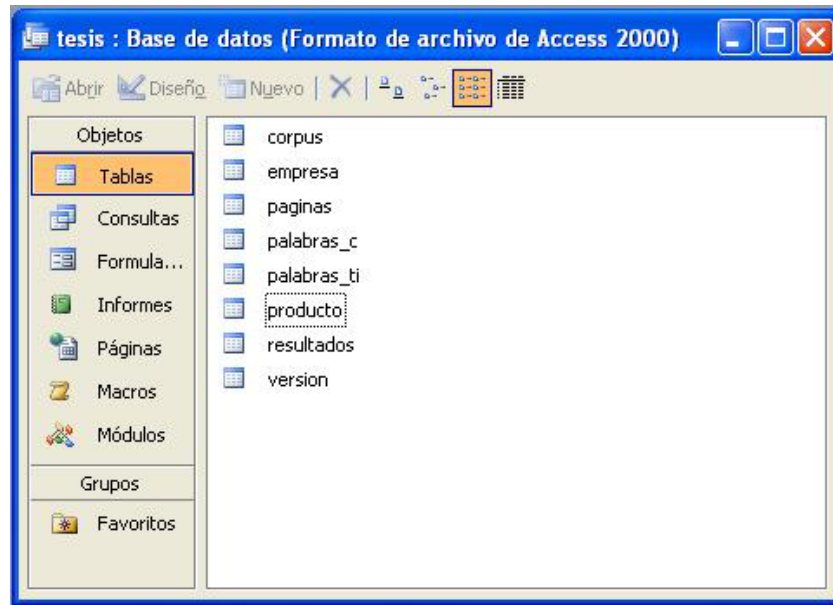 tesis : Base de datos (Formato de archivo de Access 2000)
Abrir Diseño Nuevo
Objetos
Tablas
Consultas
Formula...
Informes
Páginas
Macros
Módulos
Grupos
Favoritos
corpus
empresa
paginas
palabras_c
palabras_ti
producto
resultados
version